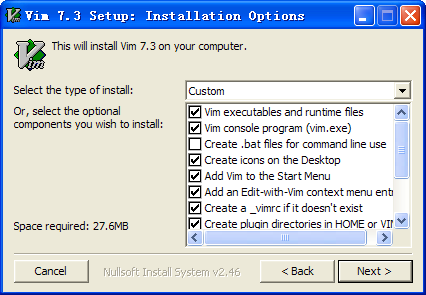 Vim 7.3 Setup: Installation Options
Vim
This will install Vim 7.3 on your computer.
Select the type of install:
Custom
Or, select the optional
components you wish to install:
Vim executables and runtime files
Vim console program (vim.exe)
Create .bat files for command line use
Create icons on the Desktop
Add Vim to the Start Menu
Add an Edit-with-Vim context menu entr
Create a _vimrc if it doesn't exist
Create plugin directories in HOME or VIM
Space required: 27.6MB
Cancel
Nullsoft Install System v2.46
< Back
Next >